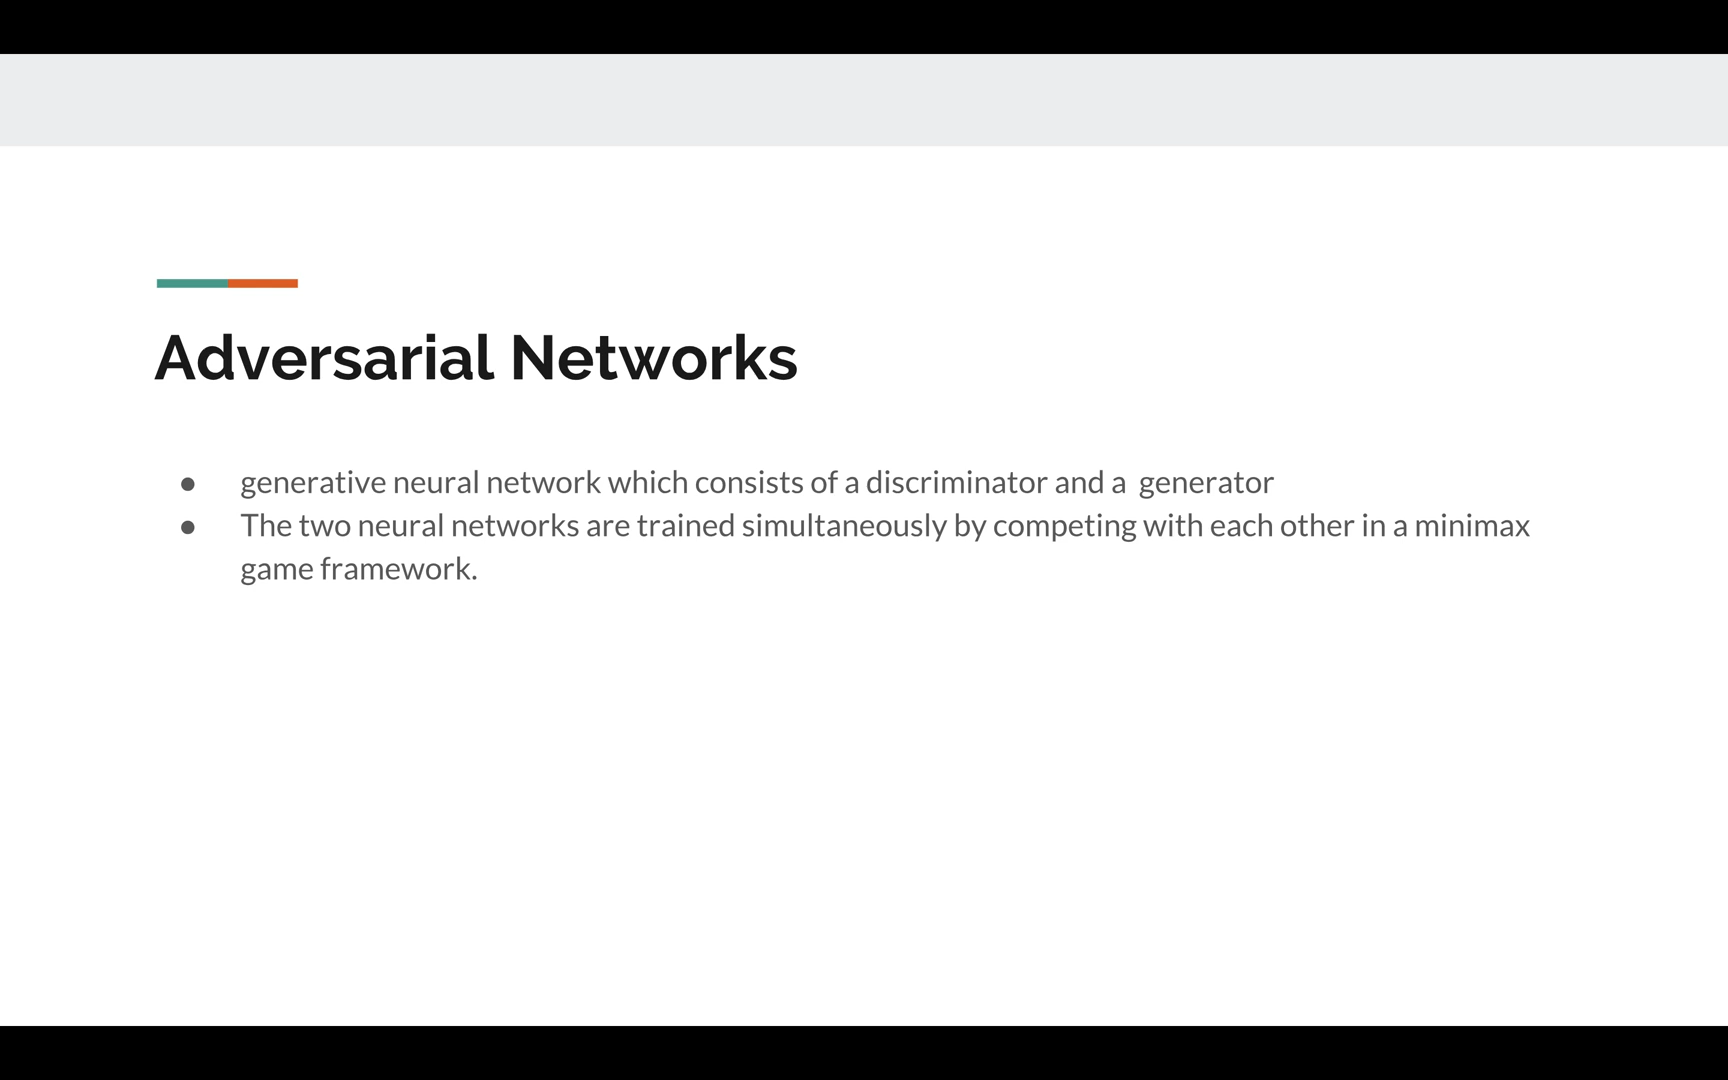 Adversarial Networks
● generative neural network which consists of a discriminator and a  generator
● The two neural networks are trained simultaneously by competing with each other in a minimax
game framework.